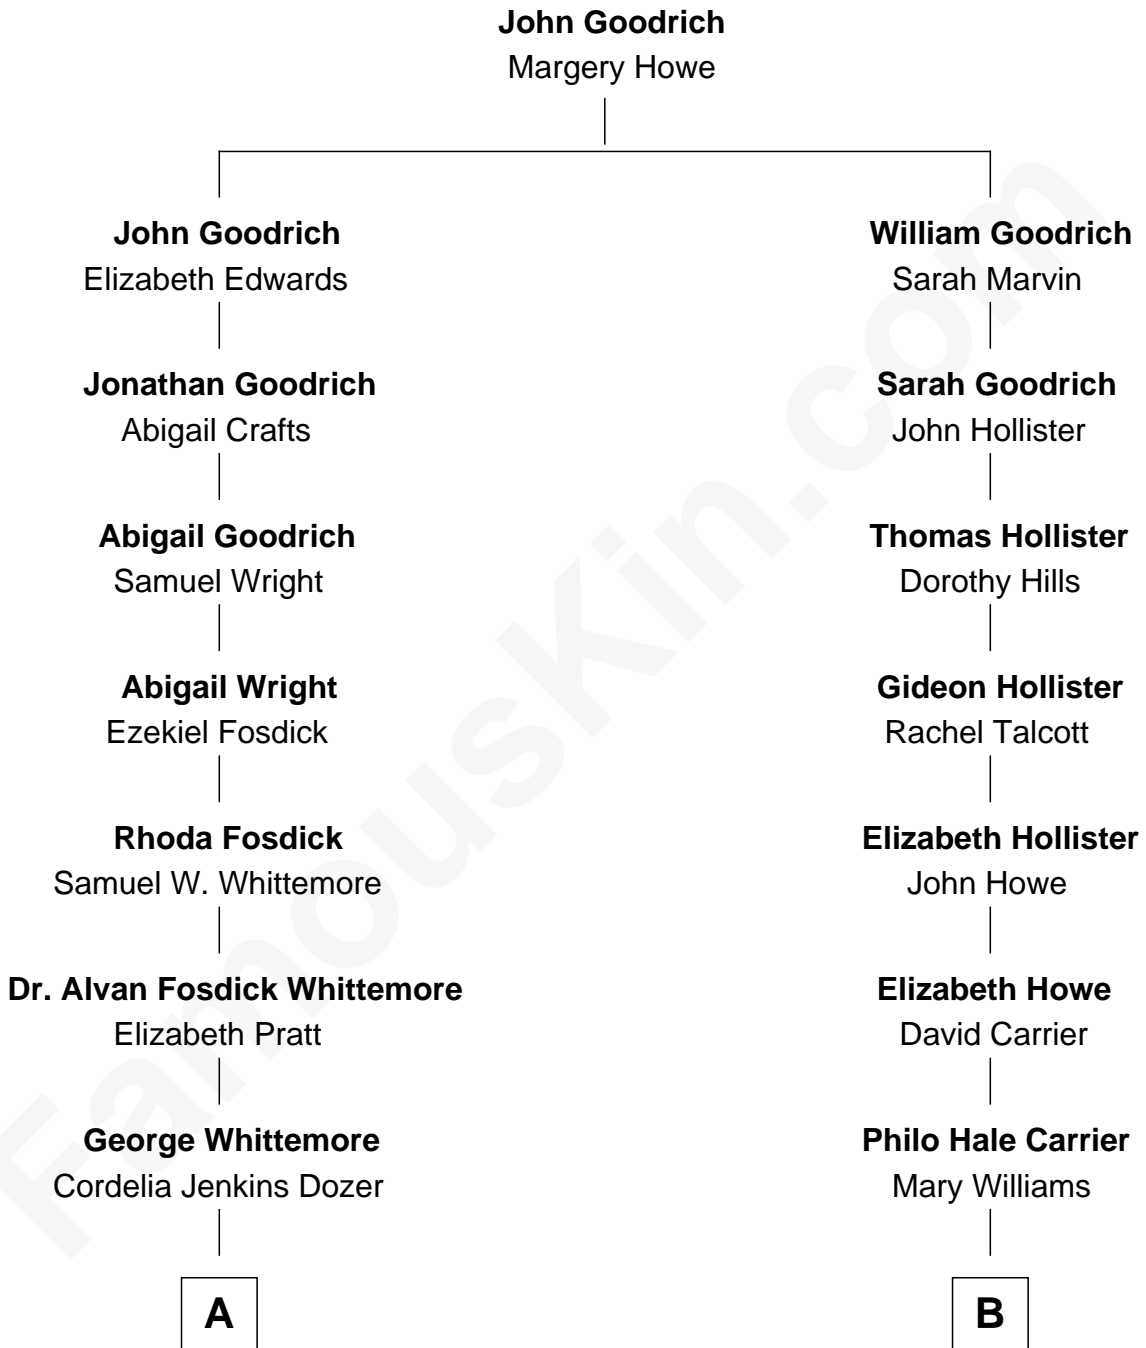 John Goodrich
Margery Howe
John Goodrich
Elizabeth Edwards
William Goodrich
Sarah Marvin
Jonathan Goodrich
Abigail Crafts
Sarah Goodrich
John Hollister
Abigail Goodrich
Samuel Wright
Thomas Hollister
Dorothy Hills
Abigail Wright
Ezekiel Fosdick
Gideon Hollister
Rachel Talcott
Rhoda Fosdick
Samuel W. Whittemore
Elizabeth Hollister
John Howe
Dr. Alvan Fosdick Whittemore
Elizabeth Pratt
Elizabeth Howe
David Carrier
George Whittemore
Cordelia Jenkins Dozer
Philo Hale Carrier
Mary Williams
A
B
FamousKin.com